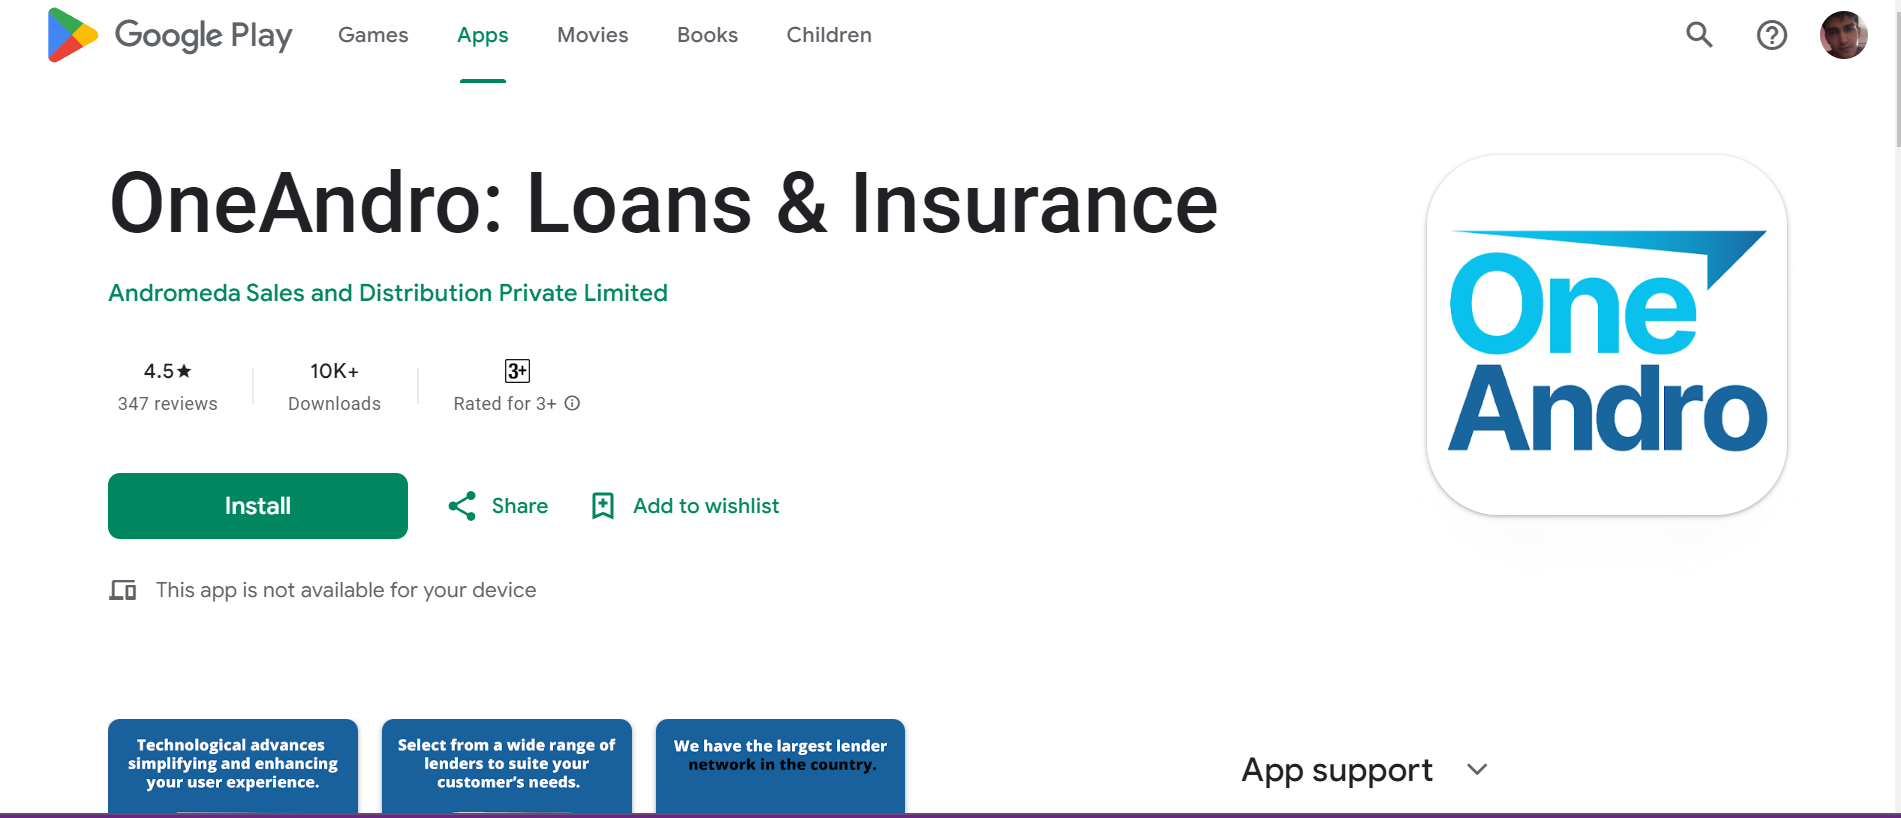 Google Play
Games
Apps
Movies
Books
Children
OneAndro: Loans & Insurance
Andromeda Sales and Distribution Private Limited
4.5★
347 reviews
10K+
Downloads
3+
Rated for 3+
Install
Share
Add to wishlist
This app is not available for your device
One
Andro
Technological advances
simplifying and enhancing
your user experience.
Select from a wide range of
lenders to suite your
customer's needs.
We have the largest lender
network in the country.
App support